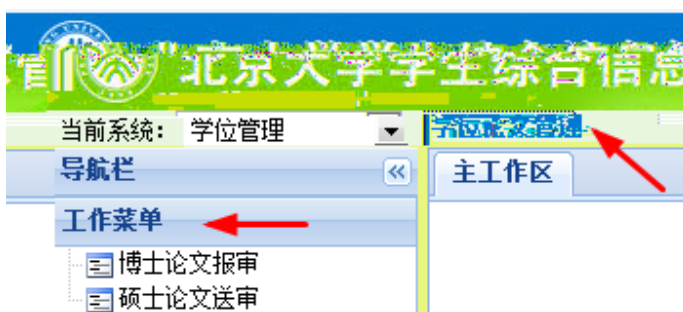 北京大学学生综合信息
当前系统： 学位管理
导航栏
主工作区
工作菜单
博士论文报审
硕士论文送审